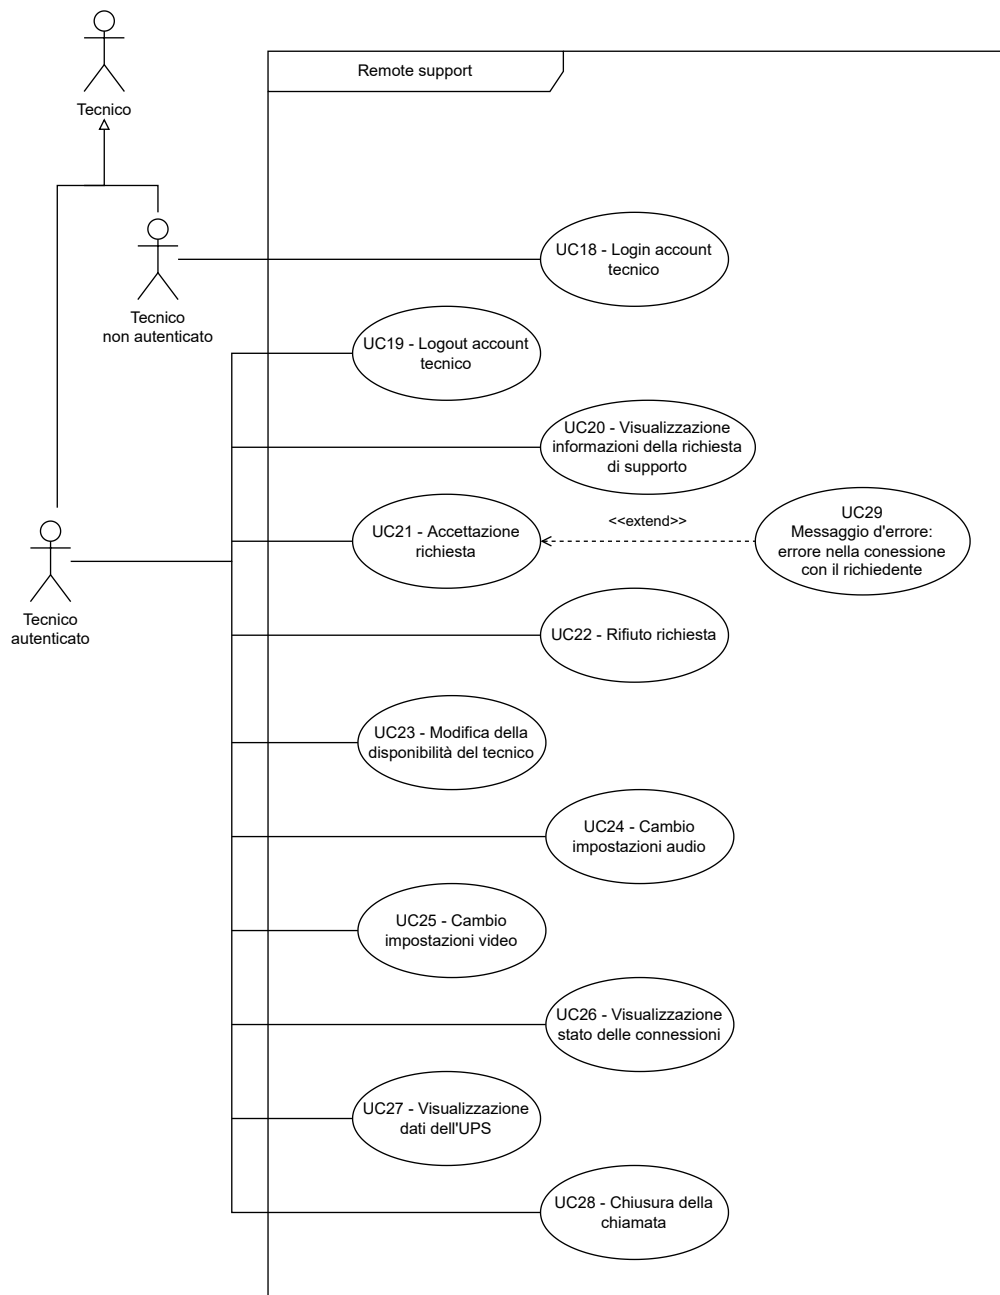 Remote support
Tecnico
UC18 - Login account
tecnico
Tecnico
non autenticato
UC19 - Logout account
tecnico
UC20 - Visualizzazione
informazioni della richiesta
di supporto
UC21 - Accettazione
richiesta
<<extend>>
UC29
Messaggio d'errore:
errore nella conessione
con il richiedente
Tecnico
autenticato
UC22 - Rifiuto richiesta
UC23 - Modifica della
disponibilità del tecnico
UC24 - Cambio
impostazioni audio
UC25 - Cambio
impostazioni video
UC26 - Visualizzazione
stato delle connessioni
UC27 - Visualizzazione
dati dell'UPS
UC28 - Chiusura della
chiamata